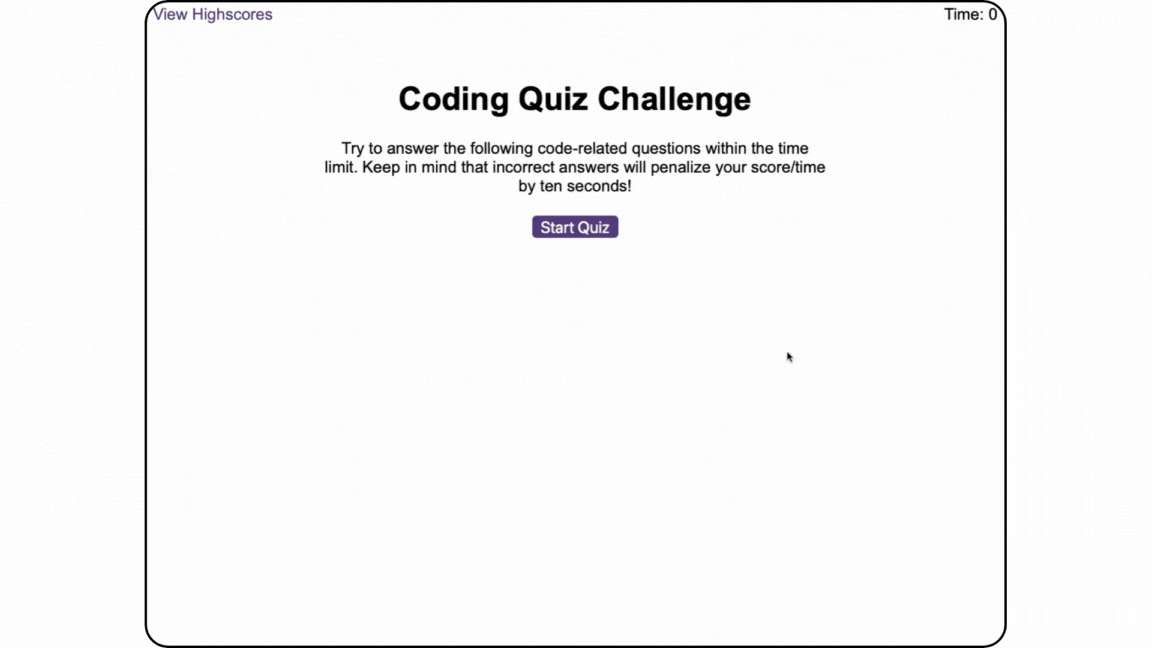 View Highscores
Time: 0
Coding Quiz Challenge
Try to answer the following code-related questions within the time
limit. Keep in mind that incorrect answers will penalize your score/time
by ten seconds!
Start Quiz